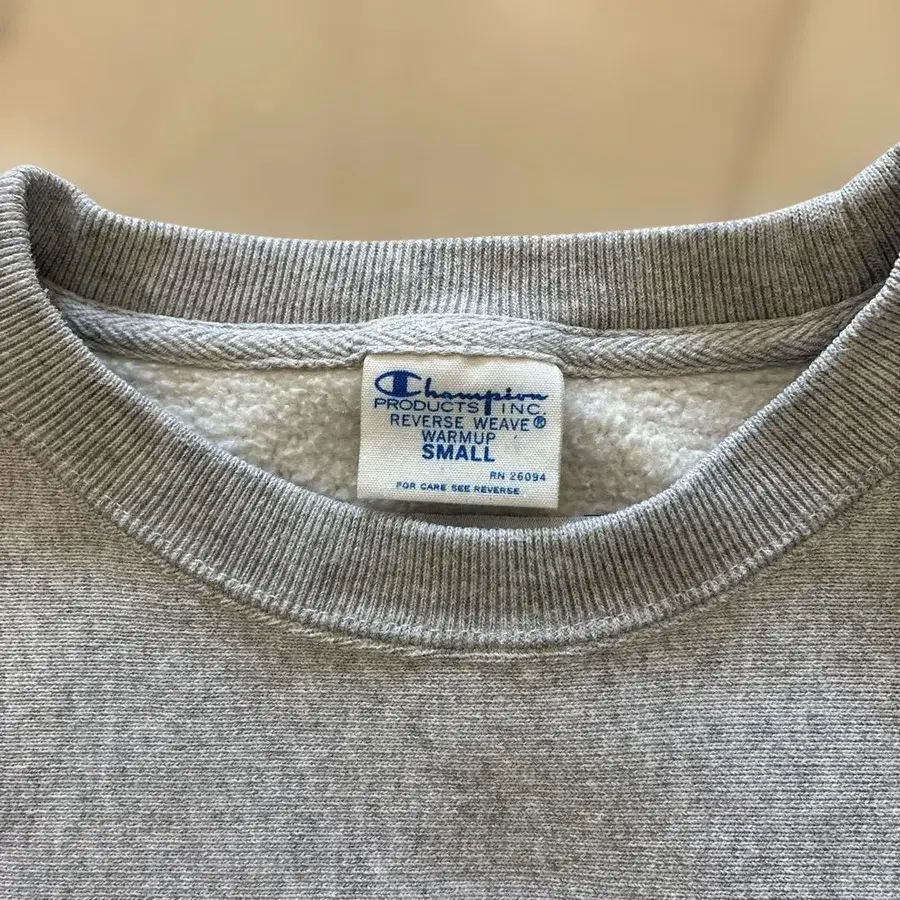 Champion
PRODUCTS INC.
REVERSE WEAVE®
WARMUP
SMALL
RN 26094
FOR CARE SEE REVERSE